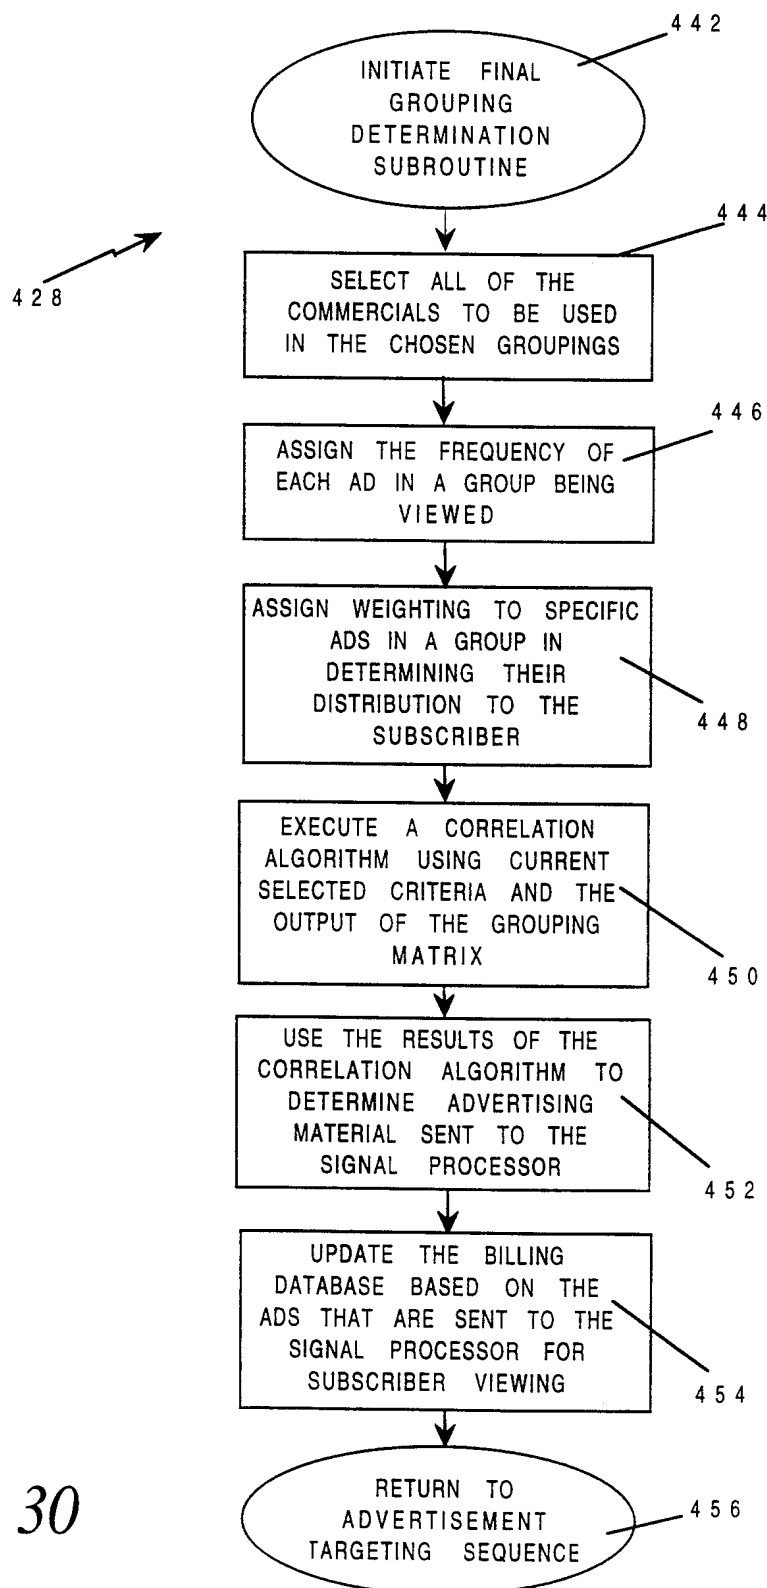 442
INITIATE FINAL
GROUPING
DETERMINATION
SUBROUTINE
444
428
SELECT ALL OF THE
COMMERCIALS TO BE USED
IN THE CHOSEN GROUPINGS
446
ASSIGN THE FREQUENCY OF
EACH AD IN A GROUP BEING
VIEWED
ASSIGN WEIGHTING TO SPECIFIC
ADS IN A GROUP IN
DETERMINING THEIR
DISTRIBUTION TO THE
SUBSCRIBER
448
EXECUTE A CORRELATION
ALGORITHM USING CURRENT
SELECTED CRITERIA AND THE
OUTPUT OF THE GROUPING
MATRIX
450
USE THE RESULTS OF THE
CORRELATION ALGORITHM TO
DETERMINE ADVERTISING
MATERIAL SENT TO THE
SIGNAL PROCESSOR
452
UPDATE THE BILLING
DATABASE BASED ON THE
ADS THAT ARE SENT TO THE
SIGNAL PROCESSOR FOR
SUBSCRIBER VIEWING
454
RETURN TO
ADVERTISEMENT
TARGETING SEQUENCE
456
30